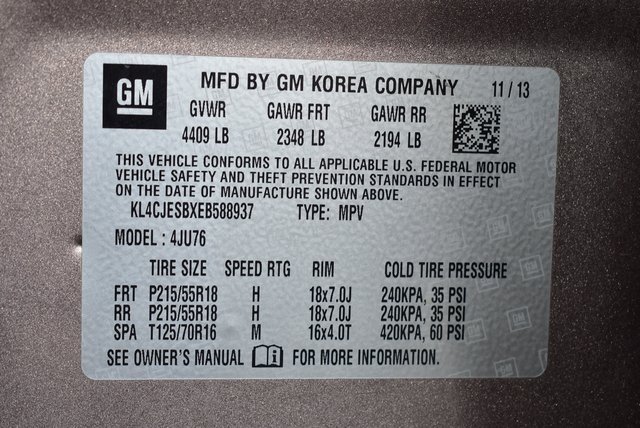 GM MFD BY GM KOREA COMPANY 11/13
GVWR GAWR FRT GAWR RR
4409 LB 2348 LB 2194 LB
THIS VEHICLE CONFORMS TO ALL APPLICABLE U.S. FEDERAL MOTOR
VEHICLE SAFETY AND THEFT PREVENTION STANDARDS IN EFFECT
ON THE DATE OF MANUFACTURE SHOWN ABOVE.
KL4CJESBXEB588937 TYPE: MPV
MODEL : 4JU76
TIRE SIZE SPEED RTG RIM COLD TIRE PRESSURE
FRT P215/55R18 H 18x7.0J 240KPA, 35 PSI
RR P215/55R18 H 18x7.0J 240KPA, 35 PSI
SPA T125/70R16 M 16x4.0T 420KPA, 60 PSI
SEE OWNER'S MANUAL FOR MORE INFORMATION.